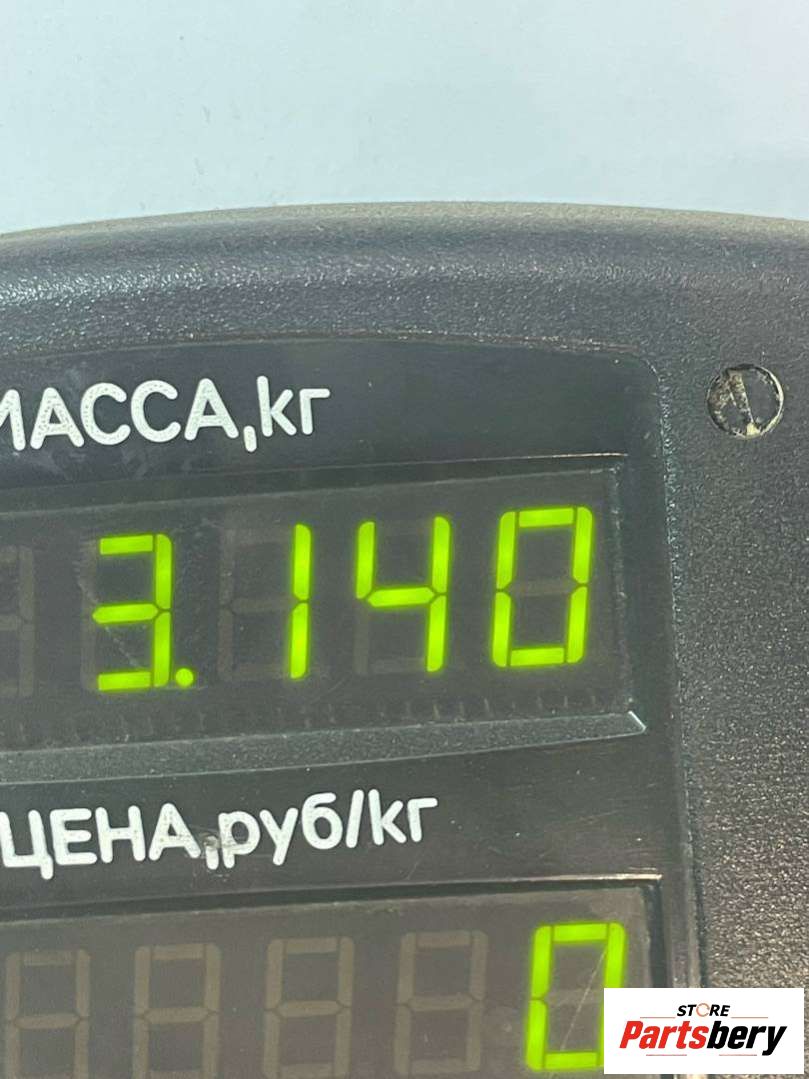 МАССА,кг
3.140
ЦЕНА,руб/кг
0
STORE
Partsbery